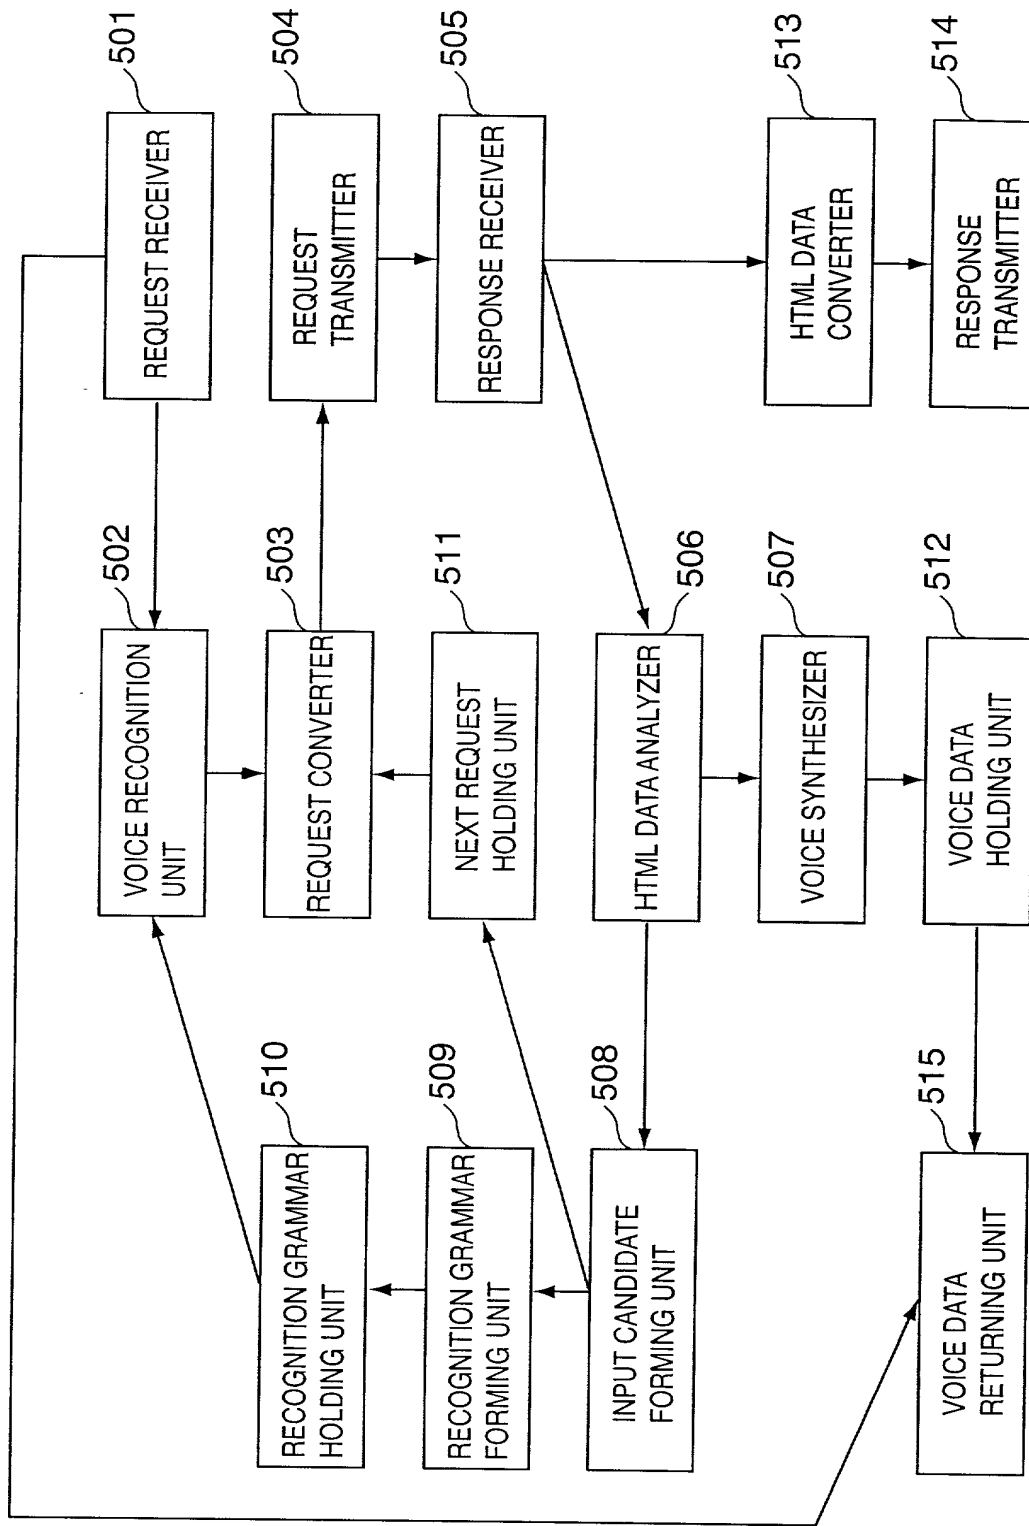 501
REQUEST RECEIVER
504
REQUEST
TRANSMITTER
505
RESPONSE RECEIVER
513
HTML DATA
CONVERTER
514
RESPONSE
TRANSMITTER
502
VOICE RECOGNITION
UNIT
503
REQUEST CONVERTER
511
NEXT REQUEST
HOLDING UNIT
506
HTML DATA ANALYZER
507
VOICE SYNTHESIZER
512
VOICE DATA
HOLDING UNIT
510
RECOGNITION GRAMMAR
HOLDING UNIT
509
RECOGNITION GRAMMAR
FORMING UNIT
508
INPUT CANDIDATE
FORMING UNIT
515
VOICE DATA
RETURNING UNIT